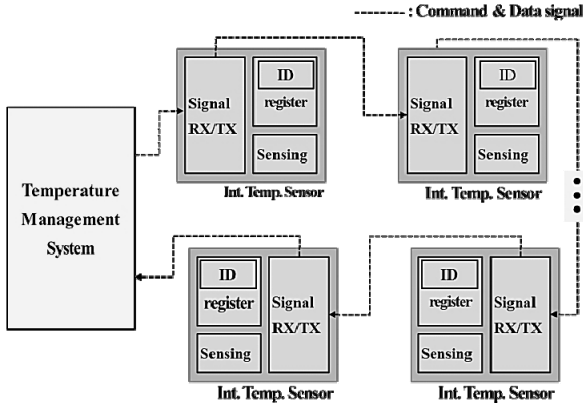 : Command & Data signal
Signal
RX/TX
ID
register
Sensing
Int. Temp. Sensor
Signal
RX/TX
ID
register
Sensing
Int. Temp. Sensor
Temperature
Management
System
ID
register
Sensing
Signal
RX/TX
Int. Temp. Sensor
ID
register
Sensing
Signal
RX/TX
Int. Temp. Sensor